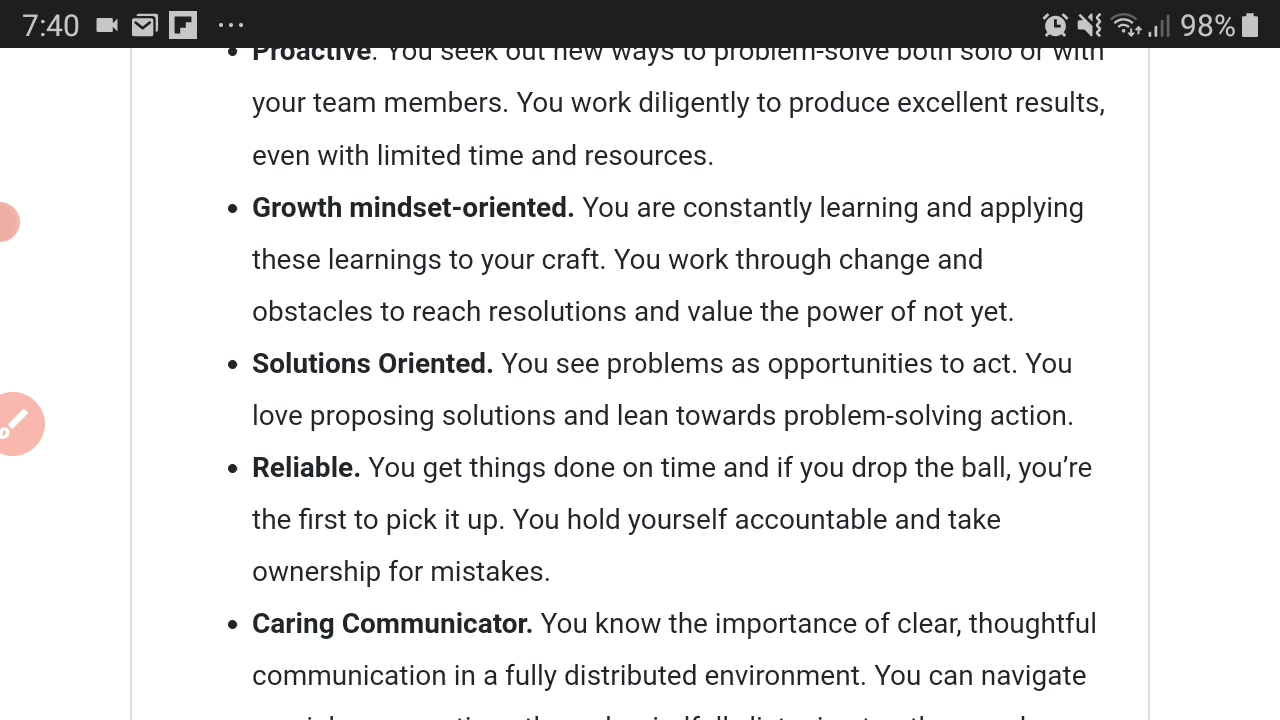 7:40 98%
Proactive. You seek out new ways to problem-solve both solo or with
your team members. You work diligently to produce excellent results,
even with limited time and resources.
Growth mindset-oriented. You are constantly learning and applying
these learnings to your craft. You work through change and
obstacles to reach resolutions and value the power of not yet.
Solutions Oriented. You see problems as opportunities to act. You
love proposing solutions and lean towards problem-solving action.
Reliable. You get things done on time and if you drop the ball, you’re
the first to pick it up. You hold yourself accountable and take
ownership for mistakes.
Caring Communicator. You know the importance of clear, thoughtful
communication in a fully distributed environment. You can navigate